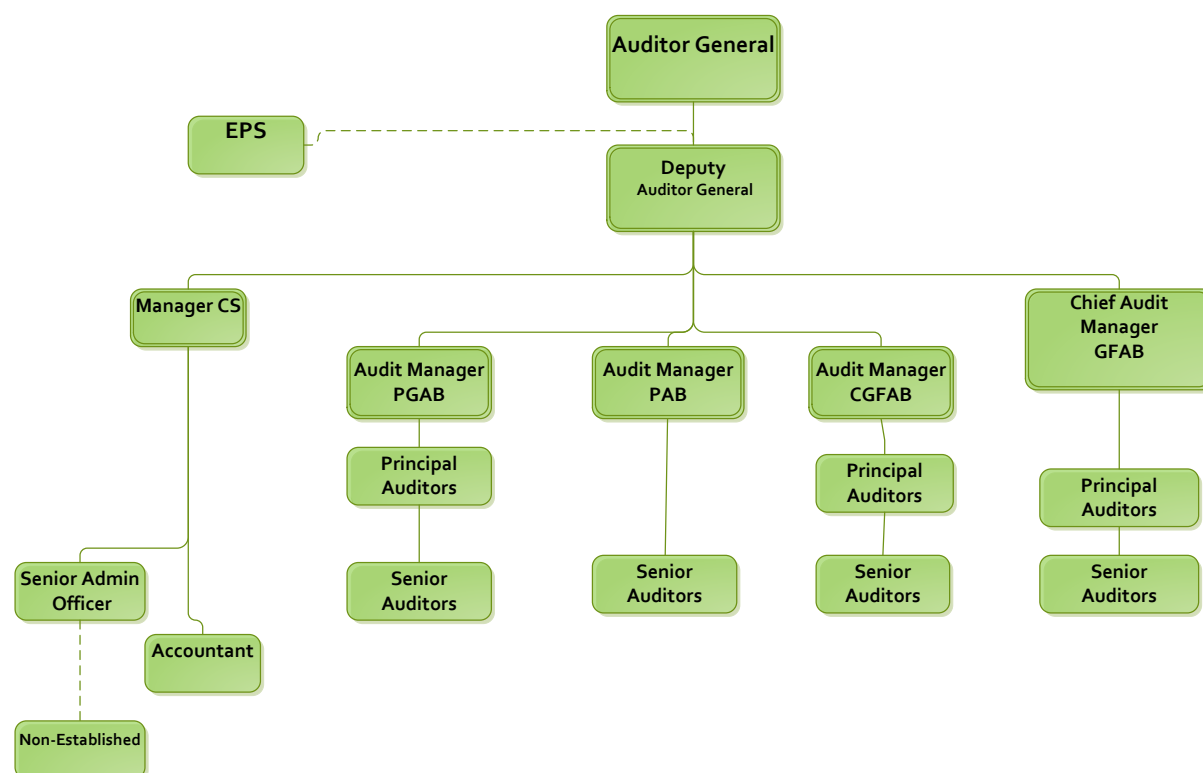 Auditor General
EPS
Deputy
Auditor General
Manager CS
Chief Audit
Manager
GFAB
Audit Manager
PGAB
Audit Manager
PAB
Audit Manager
CGFAB
Principal
Auditors
Principal
Auditors
Principal
Auditors
Senior Admin
Officer
Senior
Auditors
Senior
Auditors
Senior
Auditors
Senior
Auditors
Accountant
Non-Established